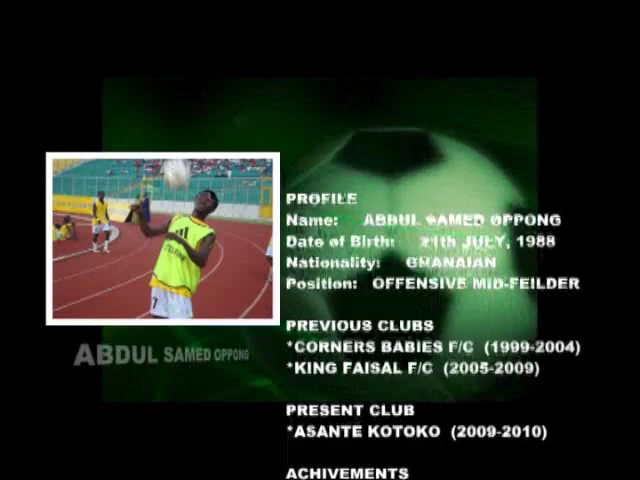 PROFILE
Name: ABDUL SAMED OPPONG
Date of Birth: 21th JULY, 1988
Nationality: GHANAIAN
Position: OFFENSIVE MID-FEILDER
PREVIOUS CLUBS
*CORNERS BABIES F/C (1999-2004)
*KING FAISAL F/C (2005-2009)
PRESENT CLUB
*ASANTE KOTOKO (2009-2010)
ACHIVEMENTS
ABDUL SAMED OPPONG